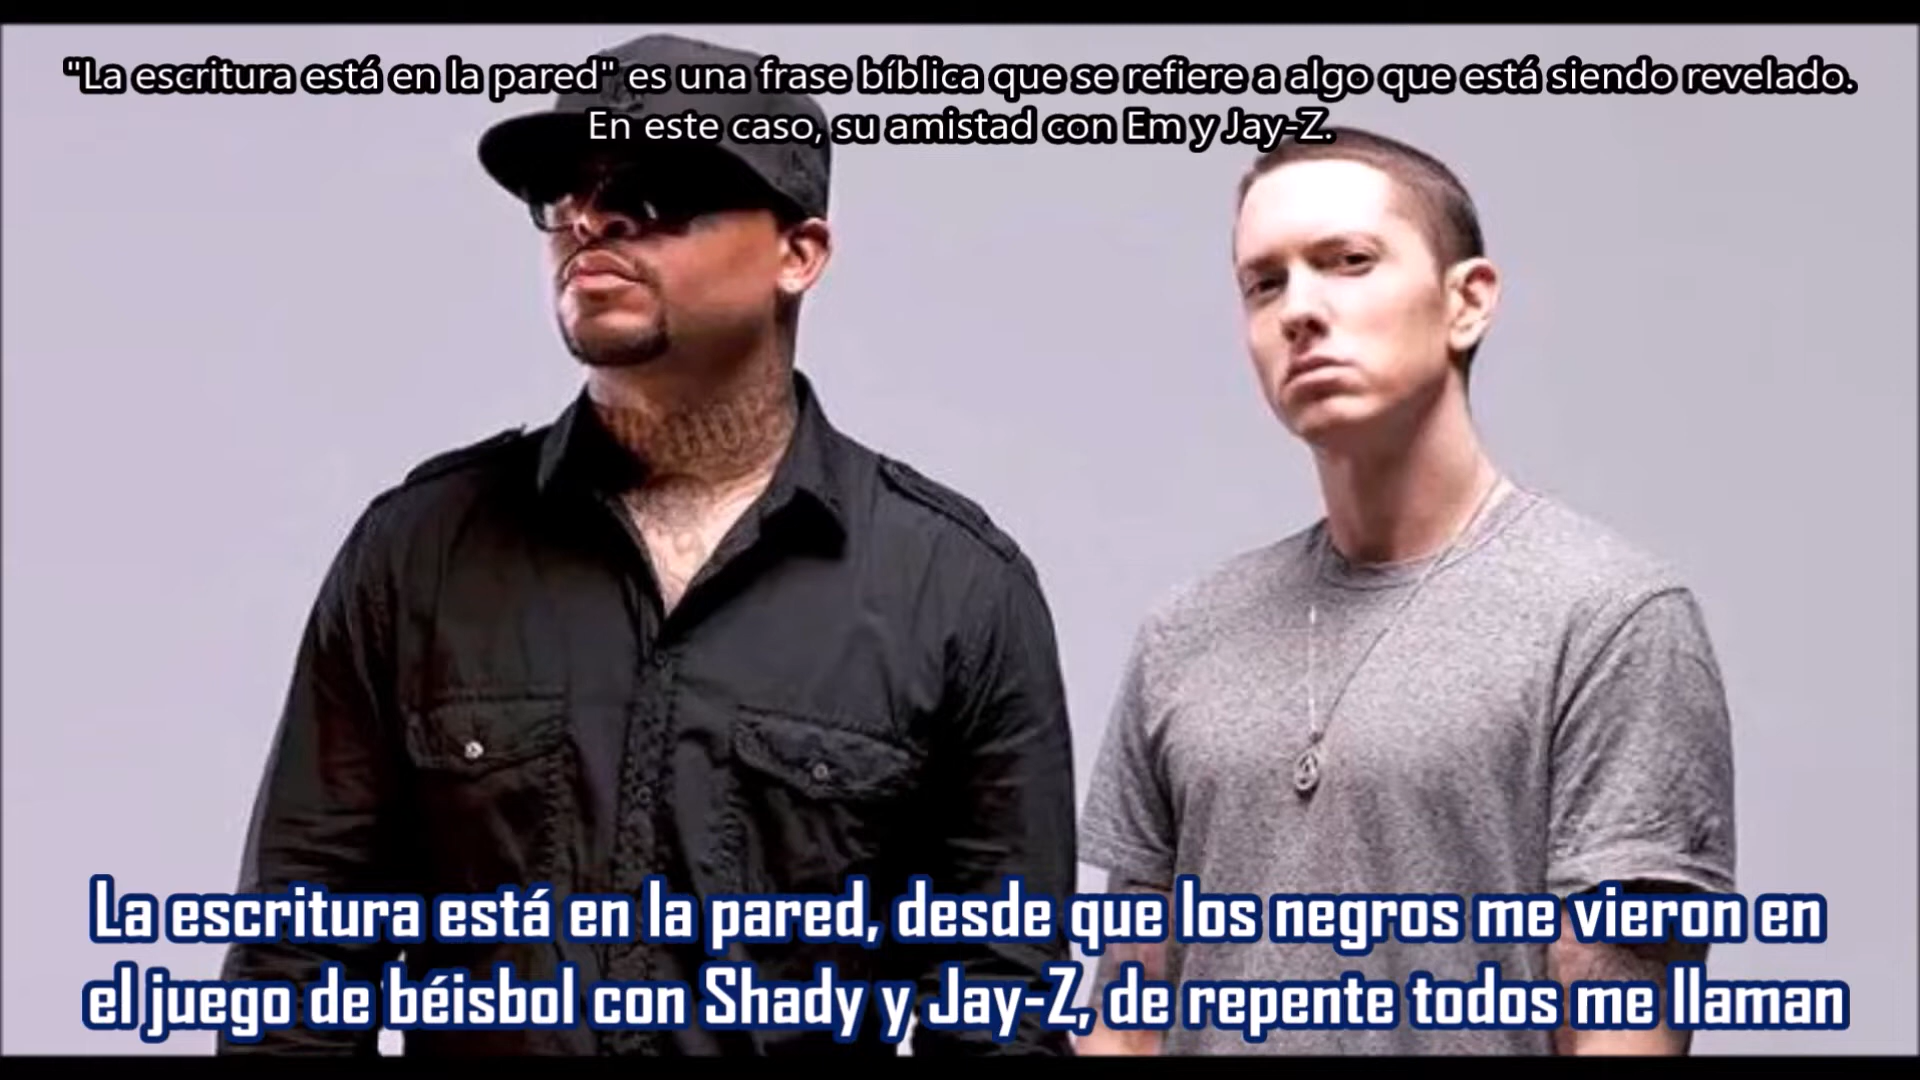 "La escritura está en la pared" es una frase bíblica que se refiere a algo que está siendo revelado.
En este caso, su amistad con Em y Jay-Z.
La escritura está en la pared, desde que los negros me vieron en
el juego de béisbol con Shady y Jay-Z, de repente todos me llaman